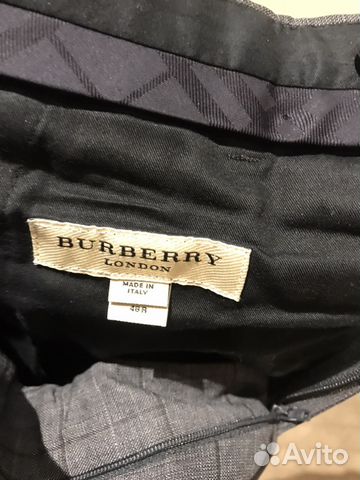 BURBERRY
LONDON
MADE IN
ITALY
48R
Avito